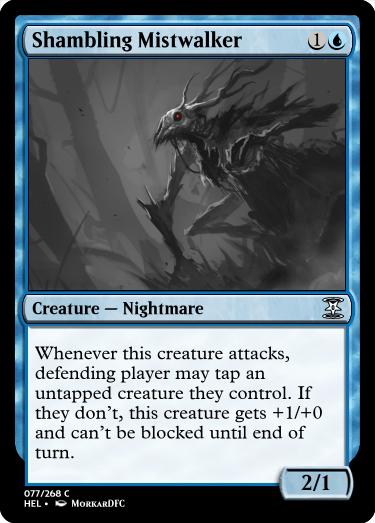 Shambling Mistwalker 1
Creature — Nightmare
Whenever this creature attacks,
defending player may tap an
untapped creature they control. If
they don't, this creature gets +1/+0
and can't be blocked until end of
turn.
2/1
077/268 C
HEL • MorkarDFC